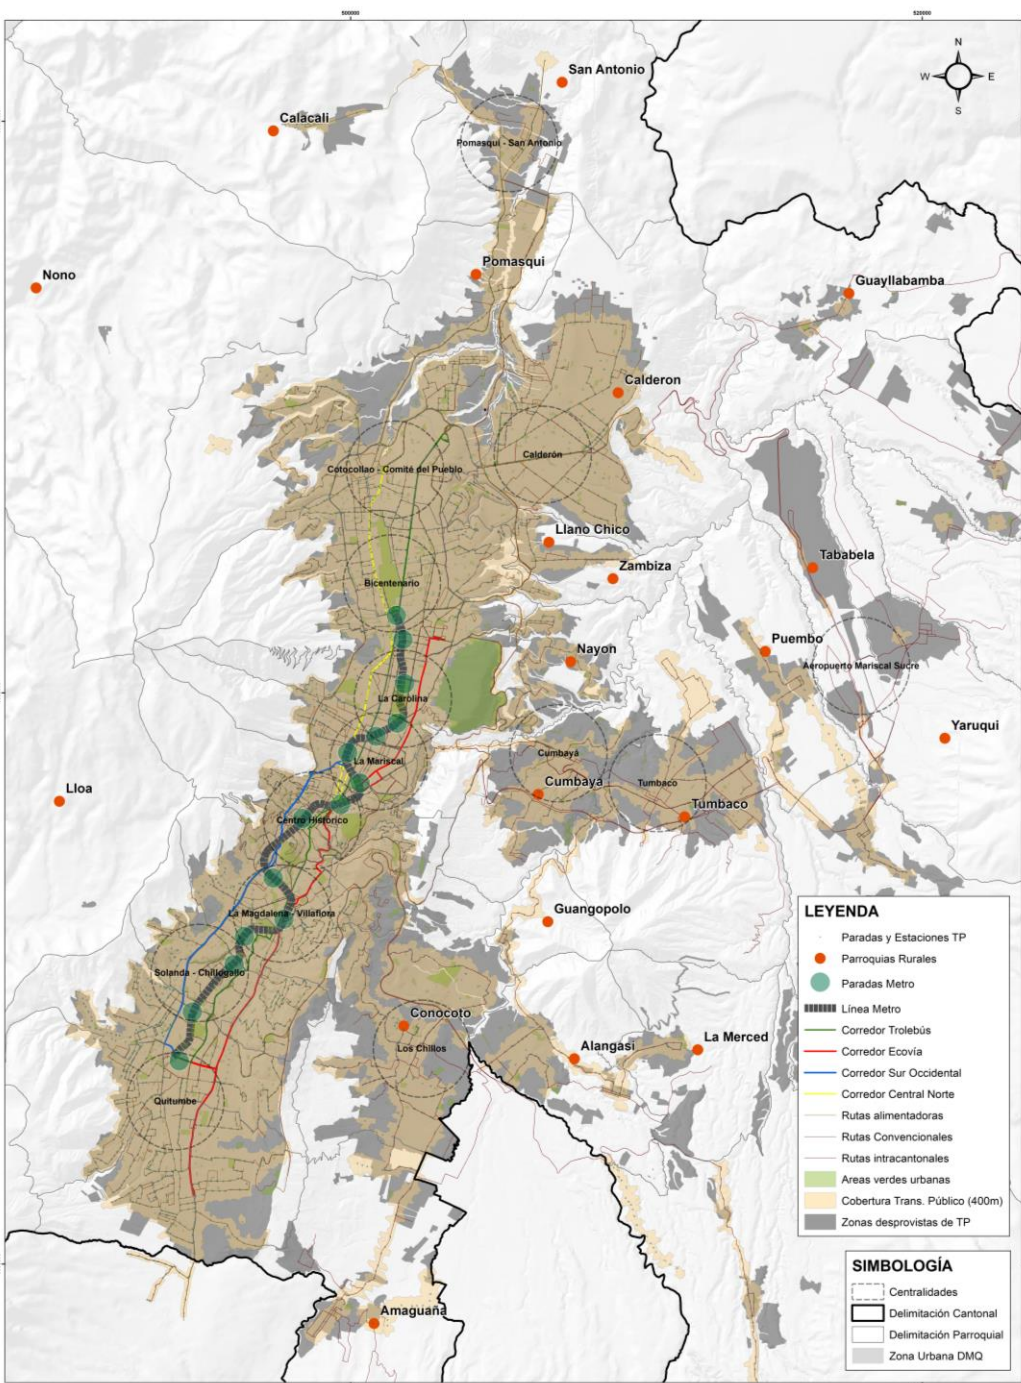 500000
520000
N
W
E
S
San Antonio
Calacali
Pomasqui - San Antonio
Pomasqui
Nono
Guayllabamba
Calderon
Calderón
Cotocollao - Comité del Pueblo
Llano Chico
Zambiza
Tababela
Bicentenario
Nayon
Puembo
Aeropuerto Mariscal Sucre
La Carolina
Yaruqui
Cumbayá
La Mariscal
Tumbaco
Cumbaya
Lloa
Tumbaco
Centro Histórico
Guangopolo
La Magdalena - Villaflora
Solanda - Chillogallo
Conocoto
Los Chillos
Alangasi
La Merced
Quitumbe
Amaguaña
LEYENDA
Paradas y Estaciones TP
Parroquias Rurales
Paradas Metro
Línea Metro
Corredor Trolebús
Corredor Ecovía
Corredor Sur Occidental
Corredor Central Norte
Rutas alimentadoras
Rutas Convencionales
Rutas intracantonales
Areas verdes urbanas
Cobertura Trans. Público (400m)
Zonas desprovistas de TP
SIMBOLOGÍA
Centralidades
Delimitación Cantonal
Delimitación Parroquial
Zona Urbana DMQ